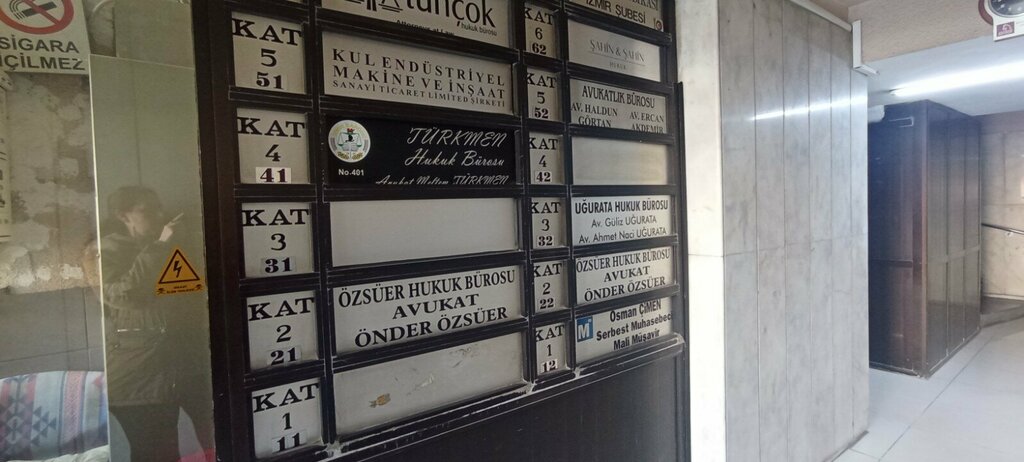 SİGARA
İÇİLMEZ
tunçok
Attorney at Law
hukuk bürosu
KAT
5
51
KUL ENDÜSTRİYEL
MAKİNE VE İNŞAAT
SANAYİ TİCARET LİMİTED ŞİRKETİ
KAT
4
41
TÜRKMEN
Hukuk Bürosu
No.401
Avukat Meltem TÜRKMEN
KAT
3
31
KAT
2
21
ÖZSÜER HUKUK BÜROSU
AVUKAT
ÖNDER ÖZSÜER
KAT
1
11
KAT
6
62
İZMİR ŞUBESİ
ŞAHİN & ŞAHİN
HUKUK
KAT
5
52
AVUKATLIK BÜROSU
AV. HALDUN AV. ERCAN
GÖRTAN AKDEMİR
KAT
4
42
KAT
3
32
UĞURATA HUKUK BÜROSU
Av. Güliz UĞURATA
Av. Ahmet Naci UĞURATA
KAT
2
22
ÖZSÜER HUKUK BÜROSU
AVUKAT
ÖNDER ÖZSÜER
KAT
1
12
M
Osman ÇİMEN
Serbest Muhasebeci
Mali Müşavir